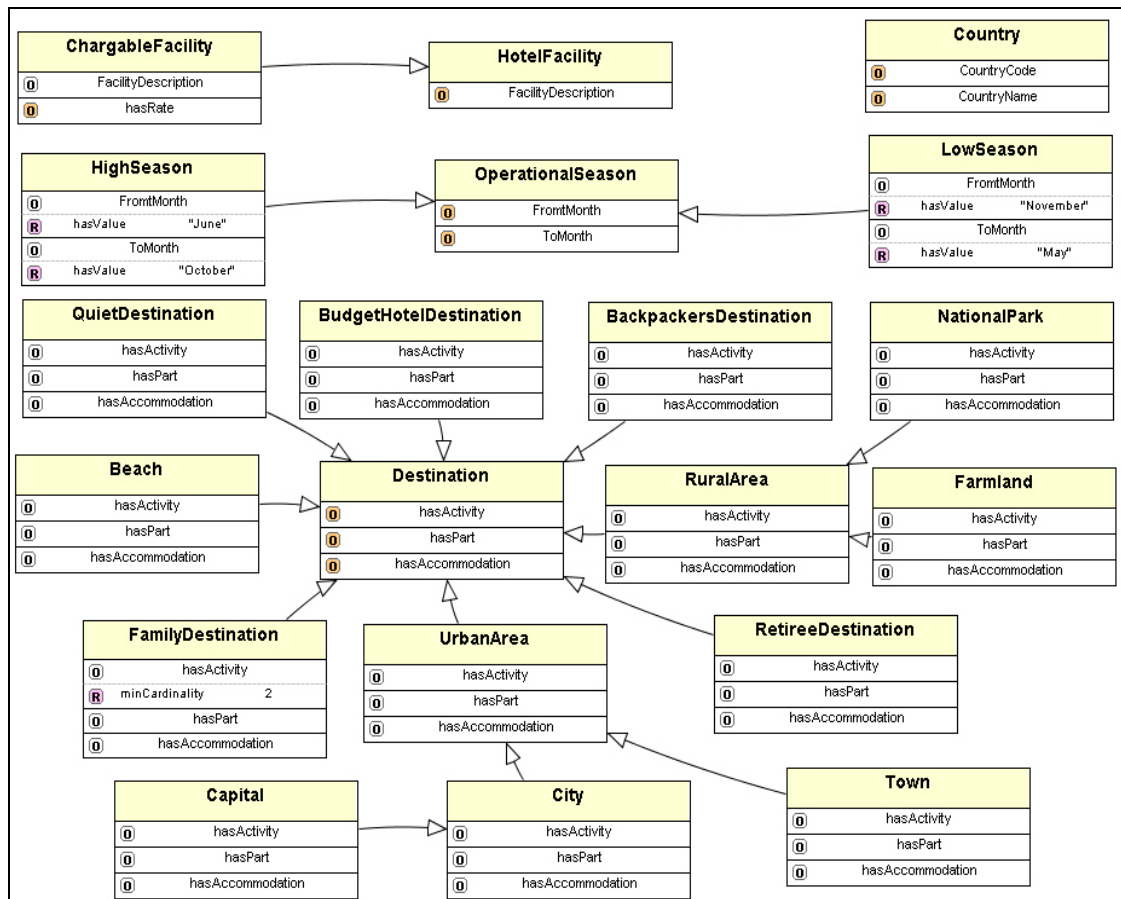 ChargableFacility
O FacilityDescription
O hasRate
HotelFacility
O FacilityDescription
Country
O CountryCode
O CountryName
HighSeason
O FromtMonth
R hasValue "June"
O ToMonth
R hasValue "October"
OperationalSeason
O FromtMonth
O ToMonth
LowSeason
O FromtMonth
R hasValue "November"
O ToMonth
R hasValue "May"
QuietDestination
O hasActivity
O hasPart
O hasAccommodation
BudgetHotelDestination
O hasActivity
O hasPart
O hasAccommodation
BackpackersDestination
O hasActivity
O hasPart
O hasAccommodation
NationalPark
O hasActivity
O hasPart
O hasAccommodation
Beach
O hasActivity
O hasPart
O hasAccommodation
Destination
O hasActivity
O hasPart
O hasAccommodation
RuralArea
O hasActivity
O hasPart
O hasAccommodation
Farmland
O hasActivity
O hasPart
O hasAccommodation
FamilyDestination
O hasActivity
R minCardinality 2
O hasPart
O hasAccommodation
UrbanArea
O hasActivity
O hasPart
O hasAccommodation
RetireeDestination
O hasActivity
O hasPart
O hasAccommodation
Capital
O hasActivity
O hasPart
O hasAccommodation
City
O hasActivity
O hasPart
O hasAccommodation
Town
O hasActivity
O hasPart
O hasAccommodation